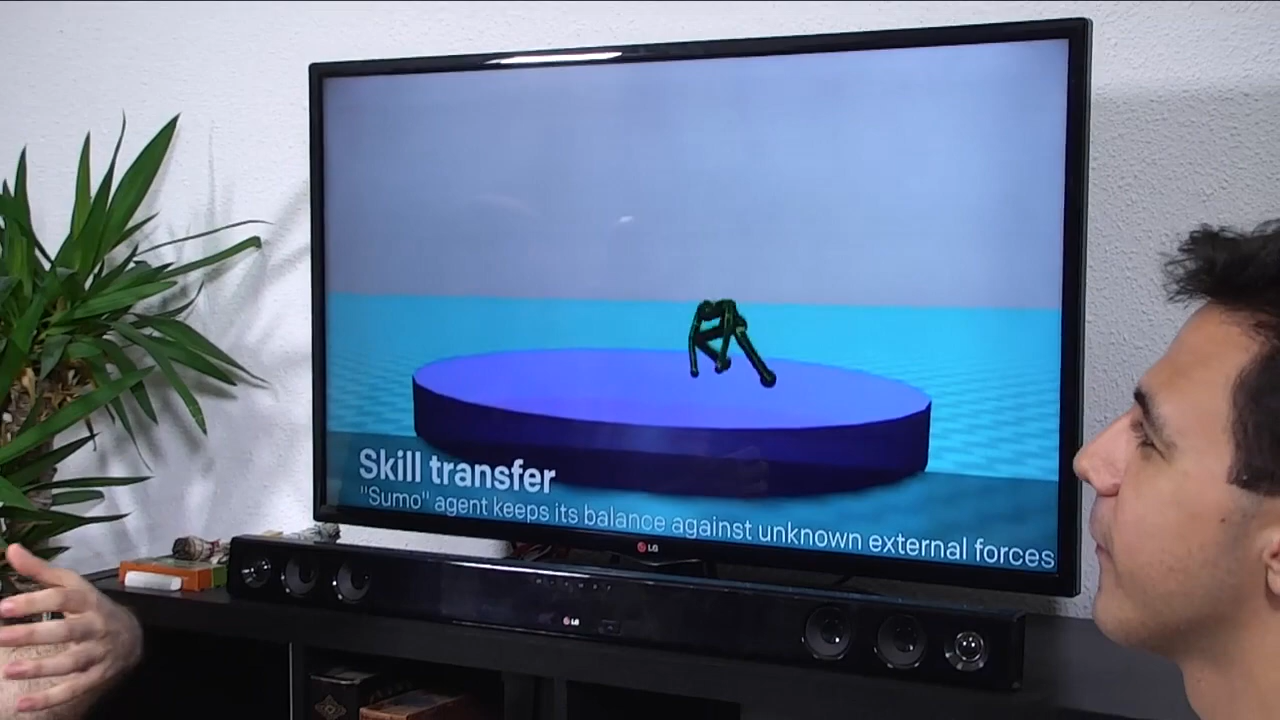 Skill transfer
"Sumo" agent keeps its balance against unknown external forces
LG
LG